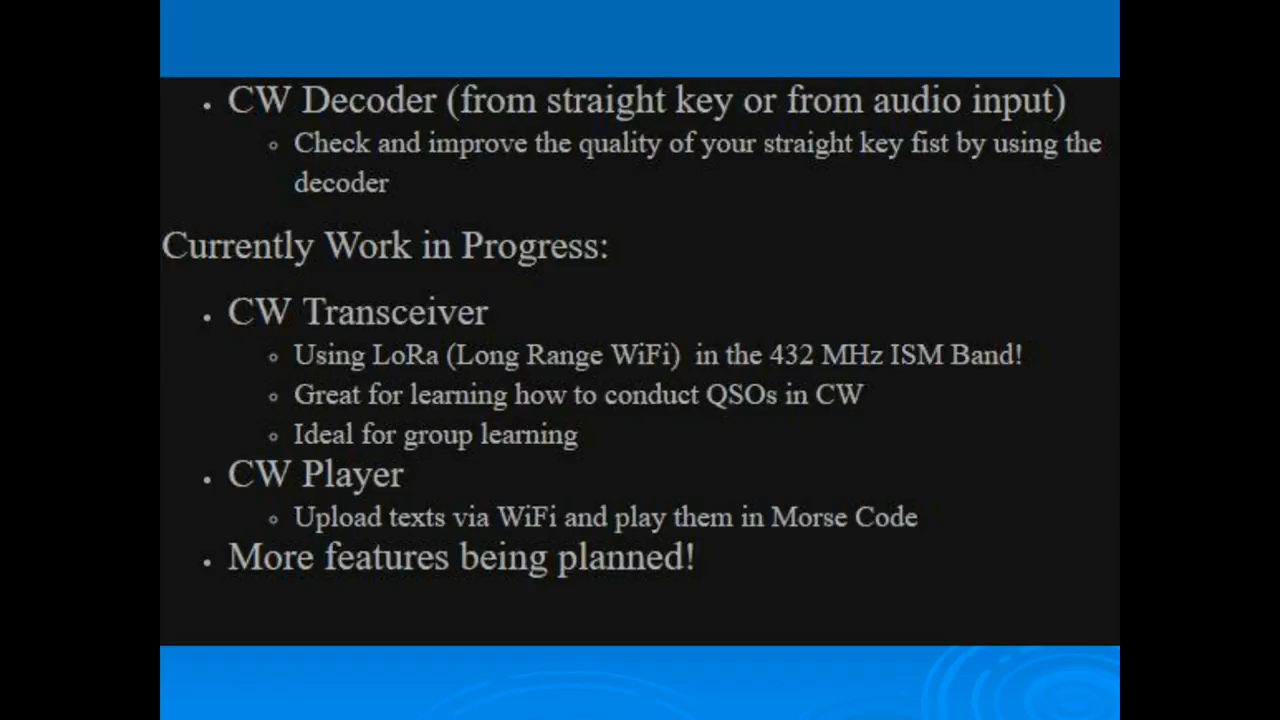 • CW Decoder (from straight key or from audio input)
◦ Check and improve the quality of your straight key fist by using the
decoder
Currently Work in Progress:
• CW Transceiver
◦ Using LoRa (Long Range WiFi)  in the 432 MHz ISM Band!
◦ Great for learning how to conduct QSOs in CW
◦ Ideal for group learning
• CW Player
◦ Upload texts via WiFi and play them in Morse Code
• More features being planned!